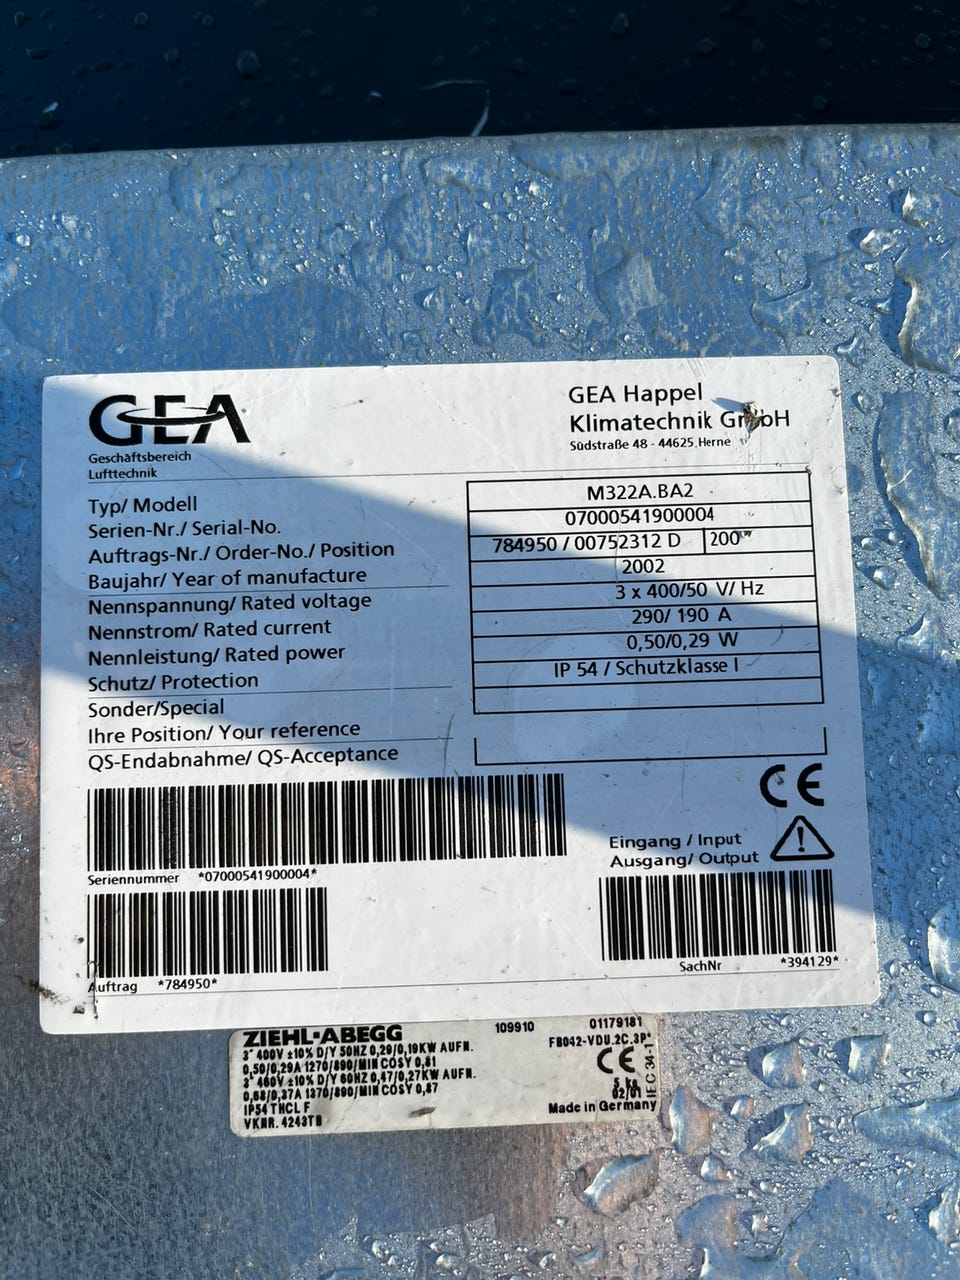 GEA
Geschäftsbereich
Lufttechnik
GEA Happel
Klimatechnik GmbH
Südstraße 48 - 44625 Herne
Typ/ Modell M322A.BA2
Serien-Nr./ Serial-No. 07000541900004
Auftrags-Nr./ Order-No./ Position 784950 / 00752312 D 200
Baujahr/ Year of manufacture 2002
Nennspannung/ Rated voltage 3 x 400/50 V/ Hz
Nennstrom/ Rated current 290/ 190 A
Nennleistung/ Rated power 0,50/0,29 W
Schutz/ Protection IP 54 / Schutzklasse I
Sonder/Special
Ihre Position/ Your reference
QS-Endabnahme/ QS-Acceptance
CE
Eingang / Input
Ausgang/ Output
Seriennummer *07000541900004*
Auftrag *784950*
SachNr *394129*
ZIEHL-ABEGG 109910 01179181
3~ 400V ±10% D/Y 50HZ 0,29/0,19KW AUFN. FB042-VDU.2C.3P*
0,50/0,29A 1270/890/MIN COSY 0,81
3~ 460V ±10% D/Y 60HZ 0,47/0,27KW AUFN.
0,68/0,37A 1370/890/MIN COSY 0,87
CE
5 kg
02/01
IEC 34-1
IP54 THCL F
Made in Germany
VKNR. 4243TB